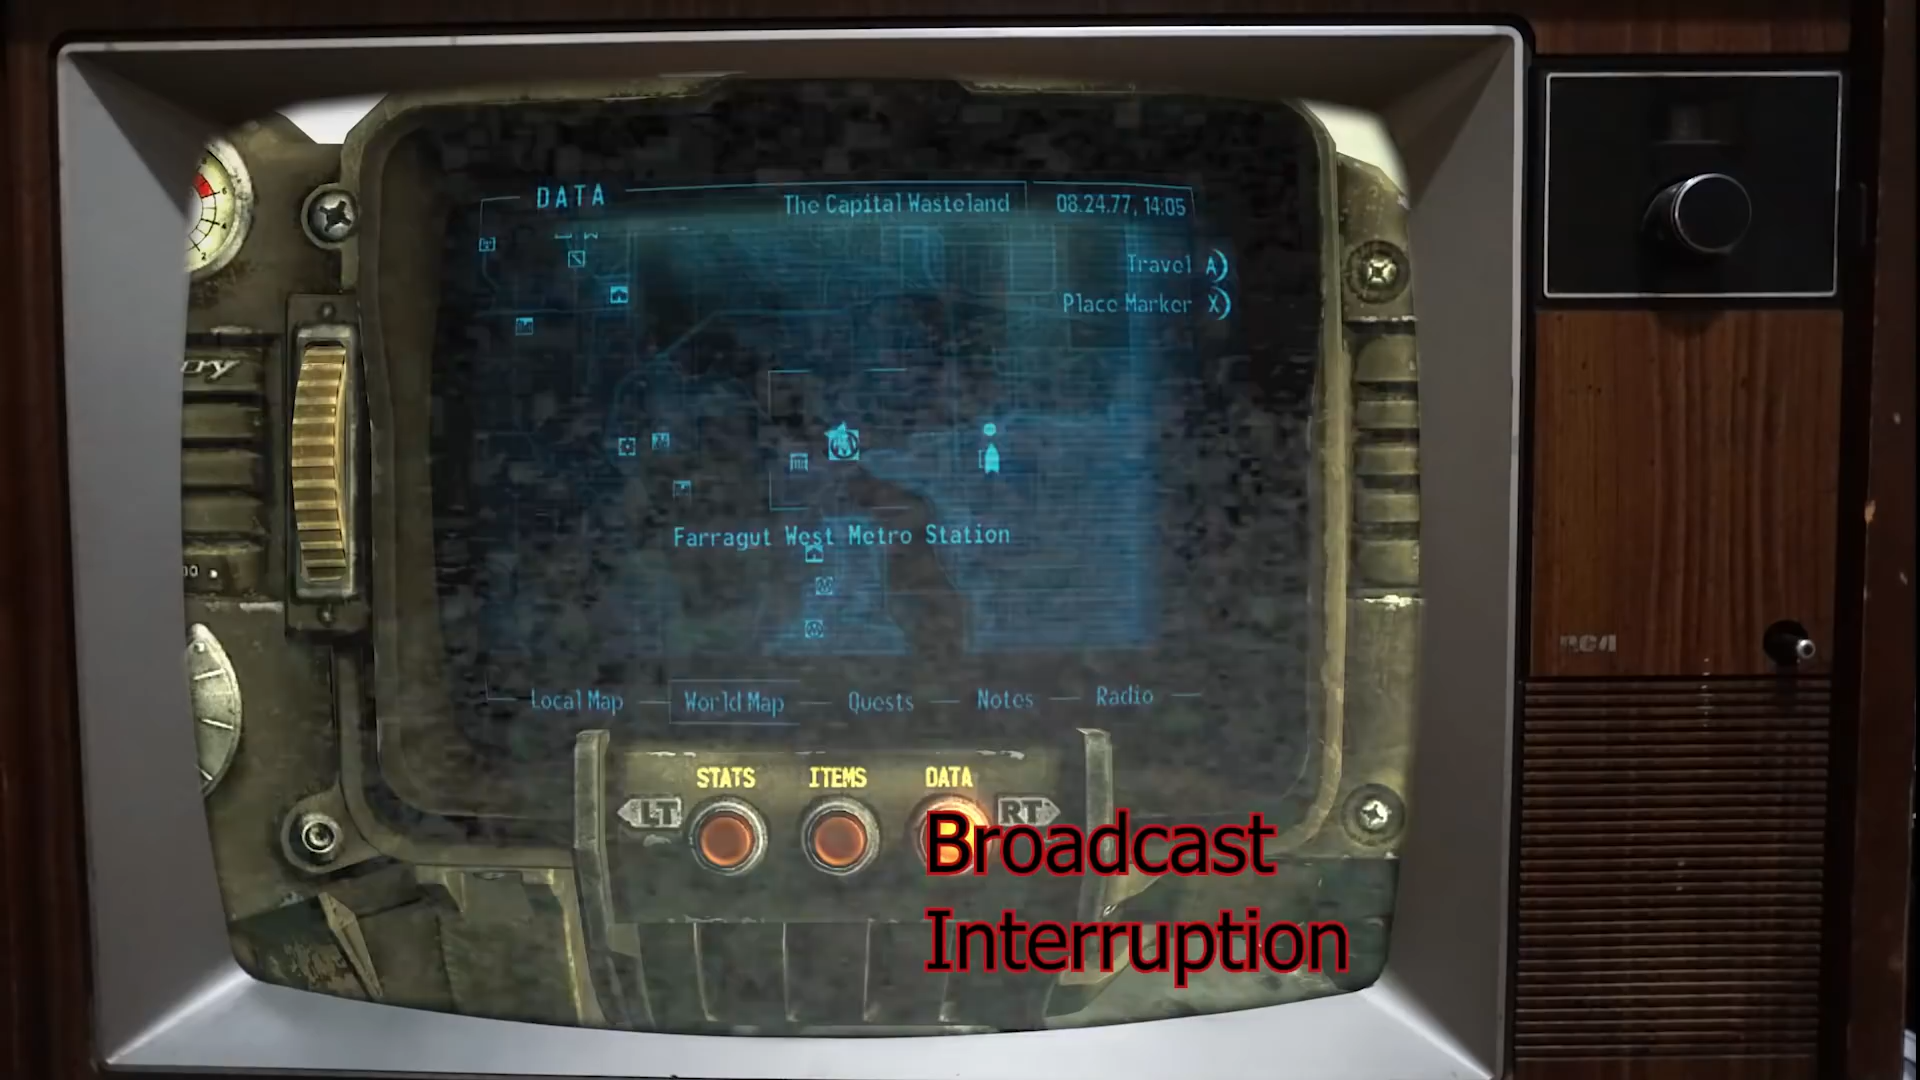 DATA
The Capital Wasteland
08.24.77, 14:05
Travel A)
Place Marker X)
Farragut West Metro Station
Local Map
World Map
Quests
Notes
Radio
STATS
ITEMS
DATA
LT
RT
Broadcast
Interruption
RCA